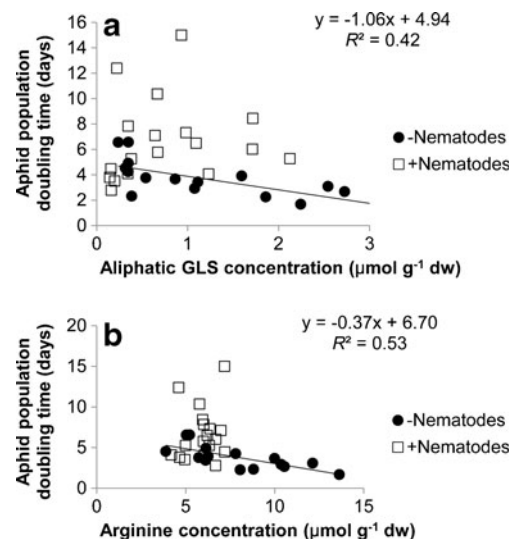 a
y = -1.06x + 4.94
R² = 0.42
Aphid population
doubling time (days)
16
14
12
10
8
6
4
2
0
0 1 2 3
Aliphatic GLS concentration (µmol g⁻¹ dw)
-Nematodes
+Nematodes
b
y = -0.37x + 6.70
R² = 0.53
Aphid population
doubling time (days)
20
15
10
5
0
0 5 10 15
Arginine concentration (µmol g⁻¹ dw)
-Nematodes
+Nematodes